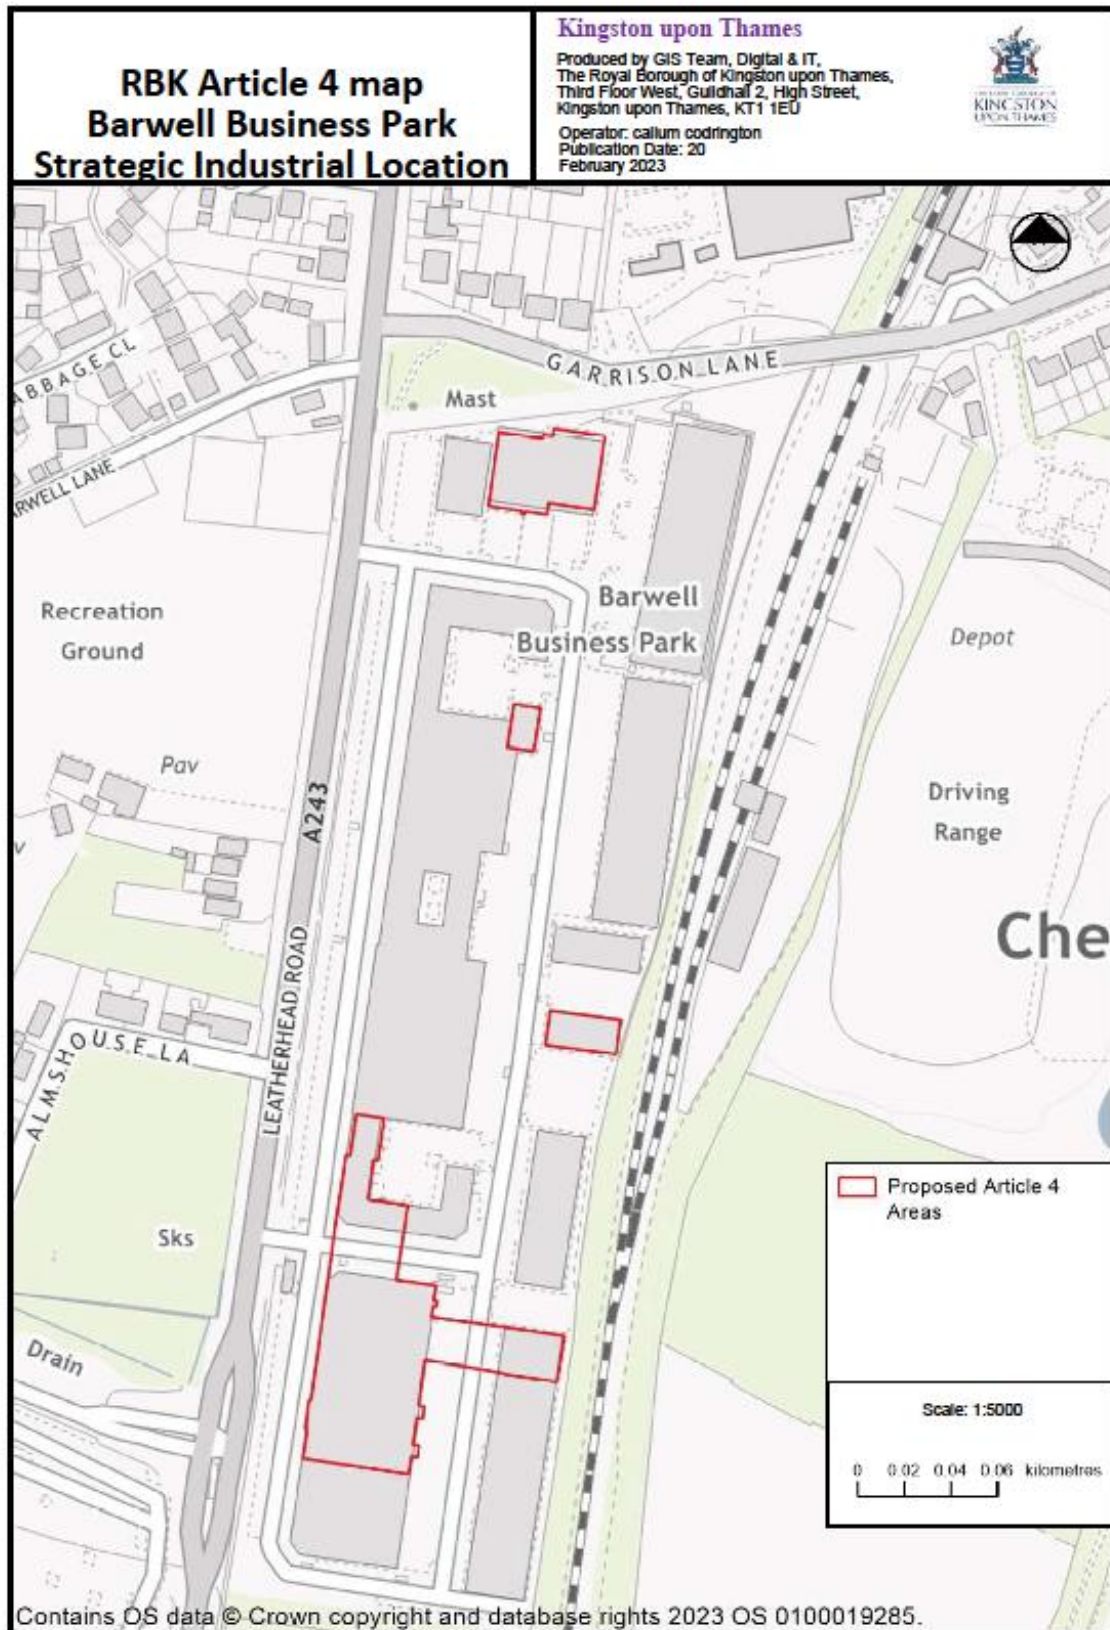 RBK Article 4 map
Barwell Business Park
Strategic Industrial Location
Kingston upon Thames
Produced by GIS Team, Digital & IT,
The Royal Borough of Kingston upon Thames,
Third Floor West, Guildhall 2, High Street,
Kingston upon Thames, KT1 1EU
Operator: callum codrington
Publication Date: 20
February 2023
KINGSTON
UPON THAMES
ABBAGE CL
GARRISON LANE
Mast
ARWELL LANE
Barwell
Business Park
Recreation
Ground
Depot
Pav
A243
Driving
Range
v
Che
LEATHERHEAD ROAD
ALMSHOUSE LA
Sks
Drain
Proposed Article 4
Areas
Scale: 1:5000
0 0.02 0.04 0.06 kilometres
Contains OS data © Crown copyright and database rights 2023 OS 0100019285.